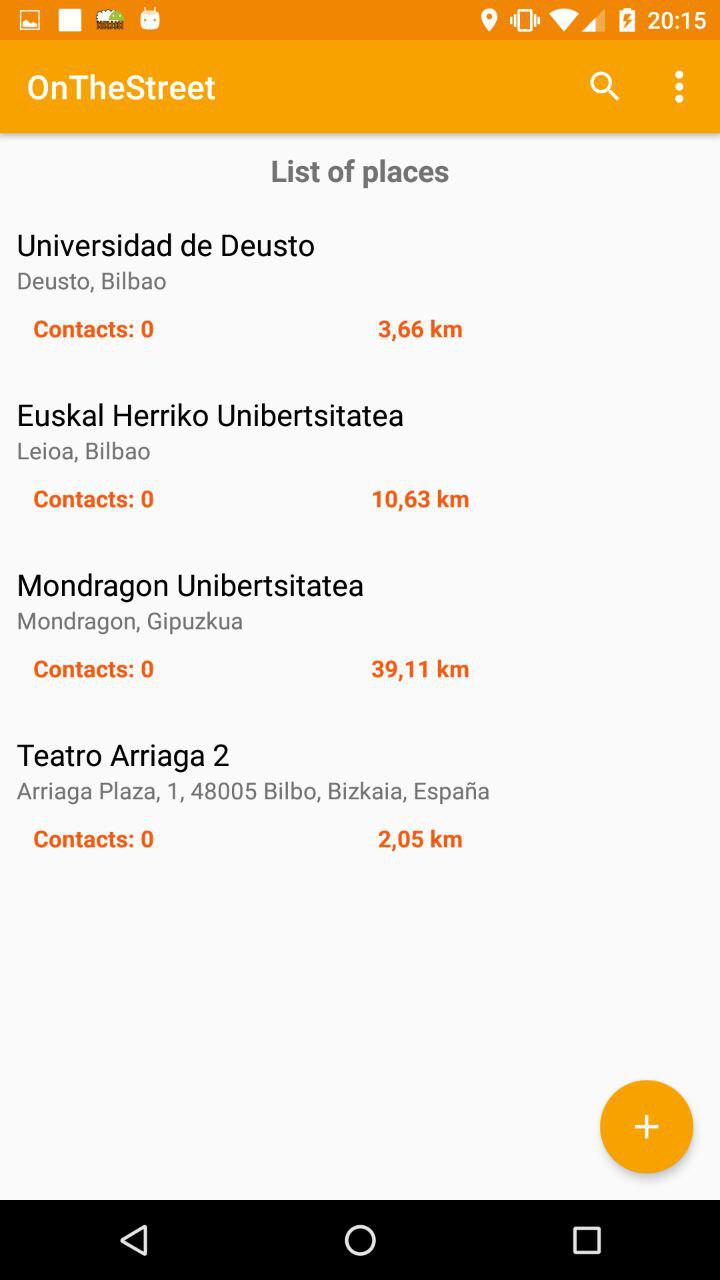 20:15
OnTheStreet
List of places
Universidad de Deusto
Deusto, Bilbao
Contacts: 0 3,66 km
Euskal Herriko Unibertsitatea
Leioa, Bilbao
Contacts: 0 10,63 km
Mondragon Unibertsitatea
Mondragon, Gipuzkua
Contacts: 0 39,11 km
Teatro Arriaga 2
Arriaga Plaza, 1, 48005 Bilbo, Bizkaia, España
Contacts: 0 2,05 km